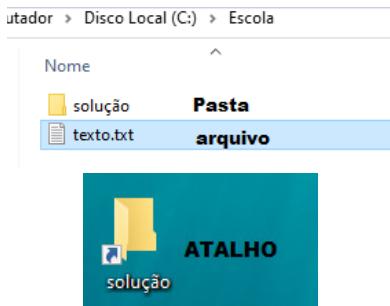 utador > Disco Local (C:) > Escola
Nome
solução Pasta
texto.txt arquivo
ATALHO
solução